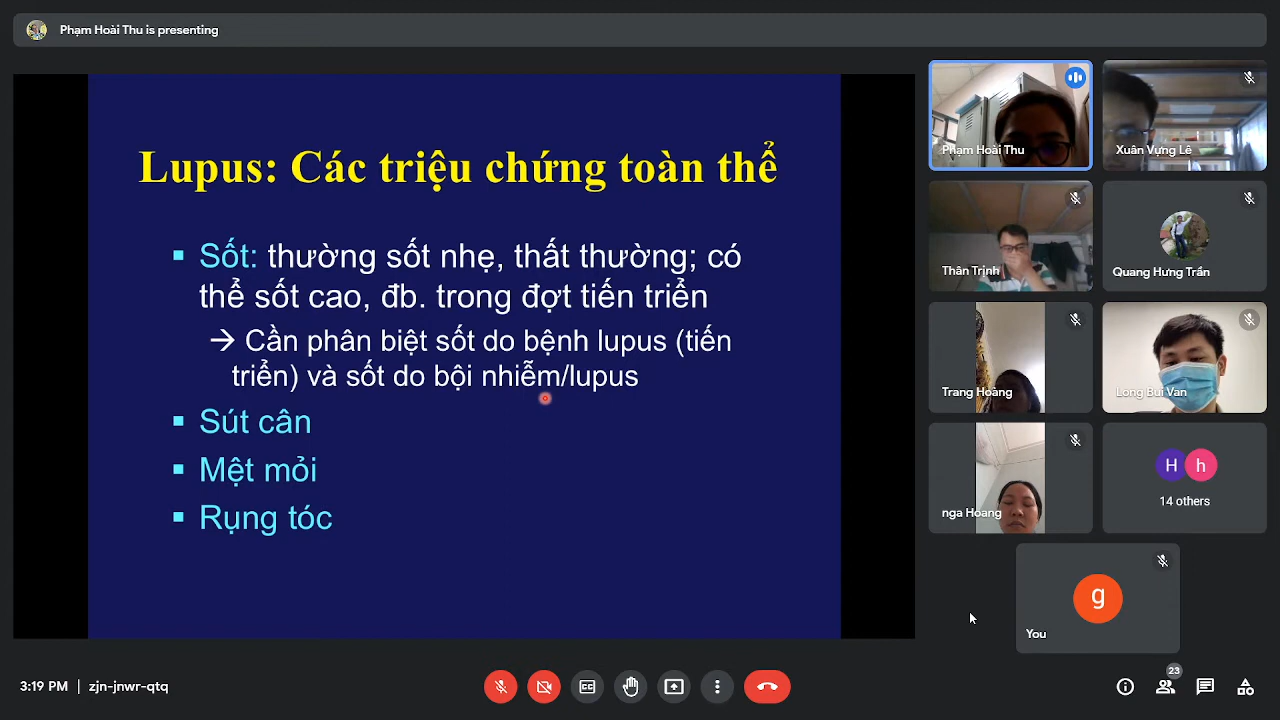 Phạm Hoài Thu is presenting
Lupus: Các triệu chứng toàn thể
▪ Sốt: thường sốt nhẹ, thất thường; có
thể sốt cao, đb. trong đợt tiến triển
→ Cần phân biệt sốt do bệnh lupus (tiến
triển) và sốt do bội nhiễm/lupus
▪ Sút cân
▪ Mệt mỏi
▪ Rụng tóc
Phạm Hoài Thu
Xuân Vựng Lê
Thân Trịnh
Quang Hưng Trần
Trang Hoàng
Long Bui Van
nga Hoang
H h
14 others
g
You
3:19 PM | zjn-jnwr-qtq
23